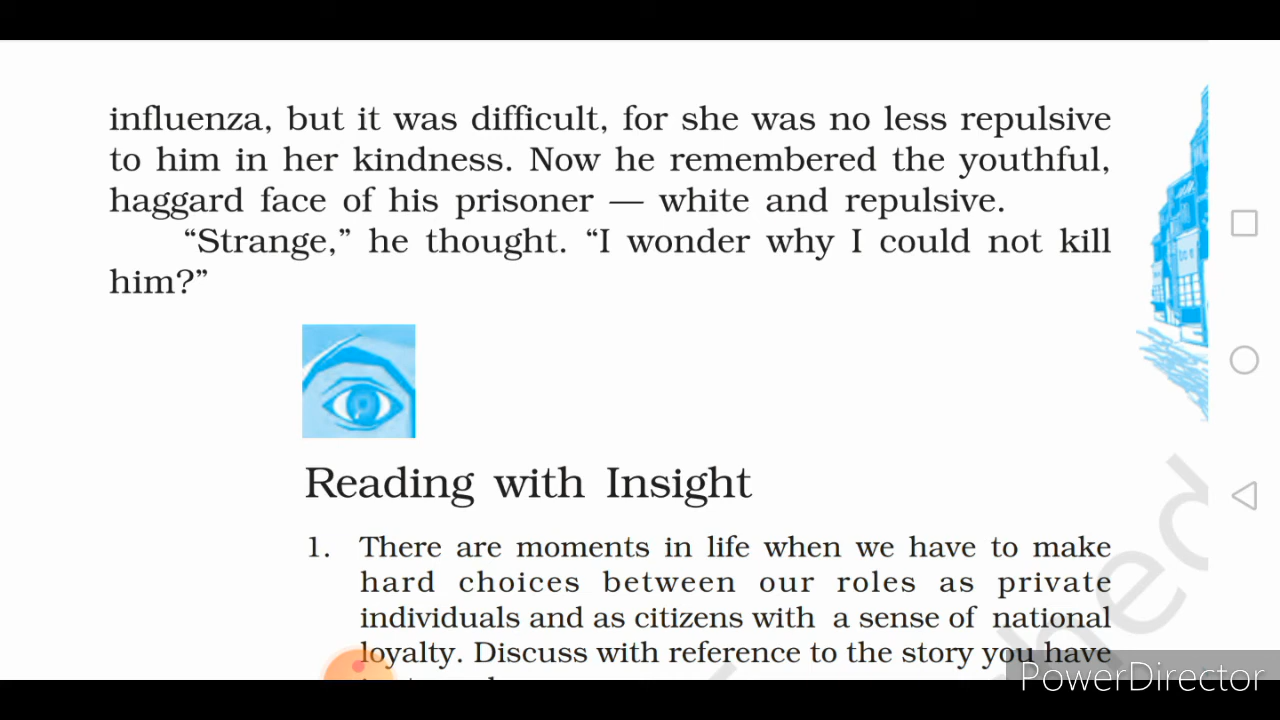 influenza, but it was difficult, for she was no less repulsive
to him in her kindness. Now he remembered the youthful,
haggard face of his prisoner — white and repulsive.
“Strange,” he thought. “I wonder why I could not kill
him?”
Reading with Insight
1. There are moments in life when we have to make
hard choices between our roles as private
individuals and as citizens with a sense of national
loyalty. Discuss with reference to the story you have
PowerDirector